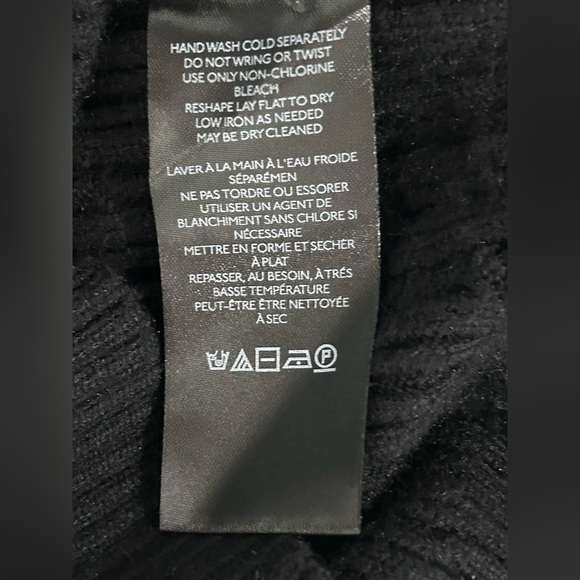 HAND WASH COLD SEPARATELY
DO NOT WRING OR TWIST
USE ONLY NON-CHLORINE
BLEACH
RESHAPE LAY FLAT TO DRY
LOW IRON AS NEEDED
MAY BE DRY CLEANED
LAVER À LA MAIN À L'EAU FROIDE
SÉPARÉMEN
NE PAS TORDRE OU ESSORER
UTILISER UN AGENT DE
BLANCHIMENT SANS CHLORE SI
NÉCESSAIRE
METTRE EN FORME ET SECHER
À PLAT
REPASSER, AU BESOIN, À TRÉS
BASSE TEMPÉRATURE
PEUT-ÊTRE ÊTRE NETTOYÉE
À SEC
P